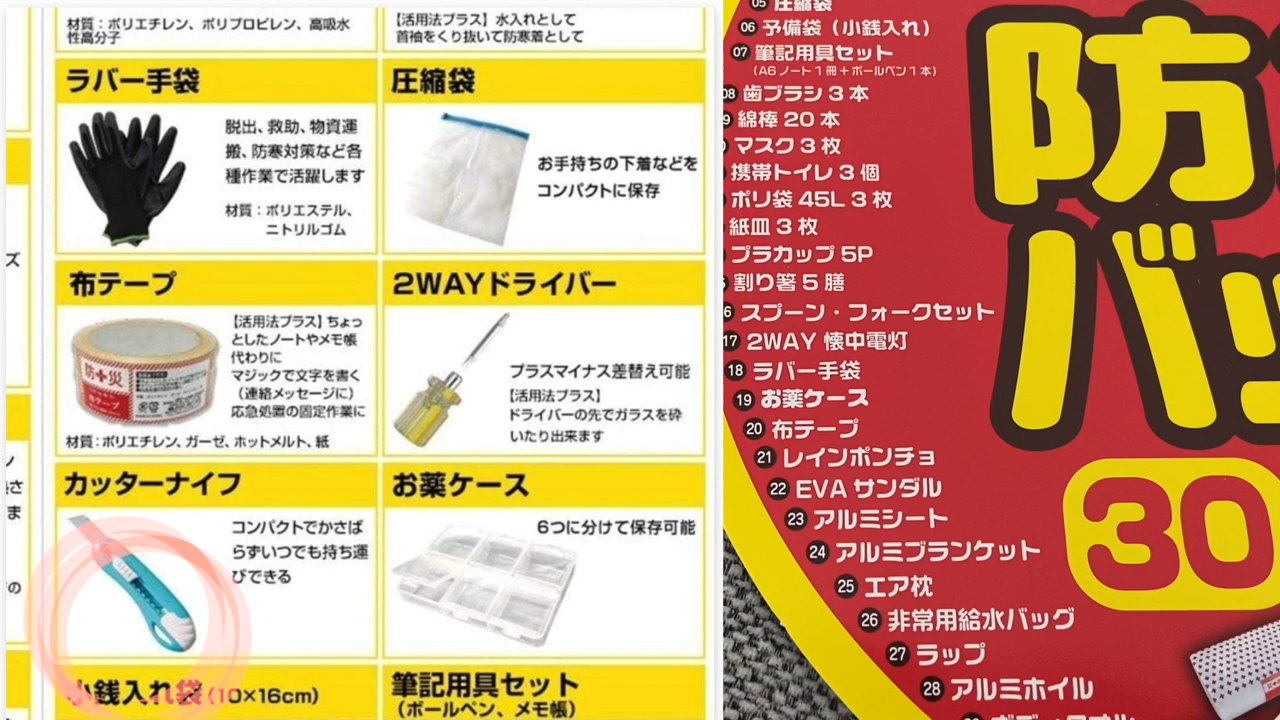 材質：ポリエチレン、ポリプロピレン、高吸水
性高分子
【活用法プラス】水入れとして
首袖をくり抜いて防寒着として
ラバー手袋
脱出、救助、物資運
搬、防寒対策など各
種作業で活躍します
材質：ポリエステル、
ニトリルゴム
圧縮袋
お手持ちの下着などを
コンパクトに保存
布テープ
【活用法プラス】ちょっ
としたノートやメモ帳
代わりに
マジックで文字を書く
（連絡メッセージに）
応急処置の固定作業に
材質：ポリエチレン、ガーゼ、ホットメルト、紙
防災
布テープ
2WAYドライバー
プラスマイナス差替え可能
【活用法プラス】
ドライバーの先でガラスを砕
いたり出来ます
カッターナイフ
コンパクトでかさば
らずいつでも持ち運
びできる
お薬ケース
6つに分けて保存可能
小銭入れ袋（10×16cm）
筆記用具セット
（ボールペン、メモ帳）
ズ
さ
ま
の
05 圧縮袋
06 予備袋（小銭入れ）
07 筆記用具セット
（A6ノート1冊＋ボールペン1本）
08 歯ブラシ3本
9 綿棒20本
マスク3枚
携帯トイレ3個
ポリ袋45L 3枚
紙皿3枚
プラカップ5P
割り箸5膳
6 スプーン・フォークセット
17 2WAY 懐中電灯
18 ラバー手袋
19 お薬ケース
20 布テープ
21 レインポンチョ
22 EVAサンダル
23 アルミシート
24 アルミブランケット
25 エア枕
26 非常用給水バッグ
27 ラップ
28 アルミホイル
防
バッ
30